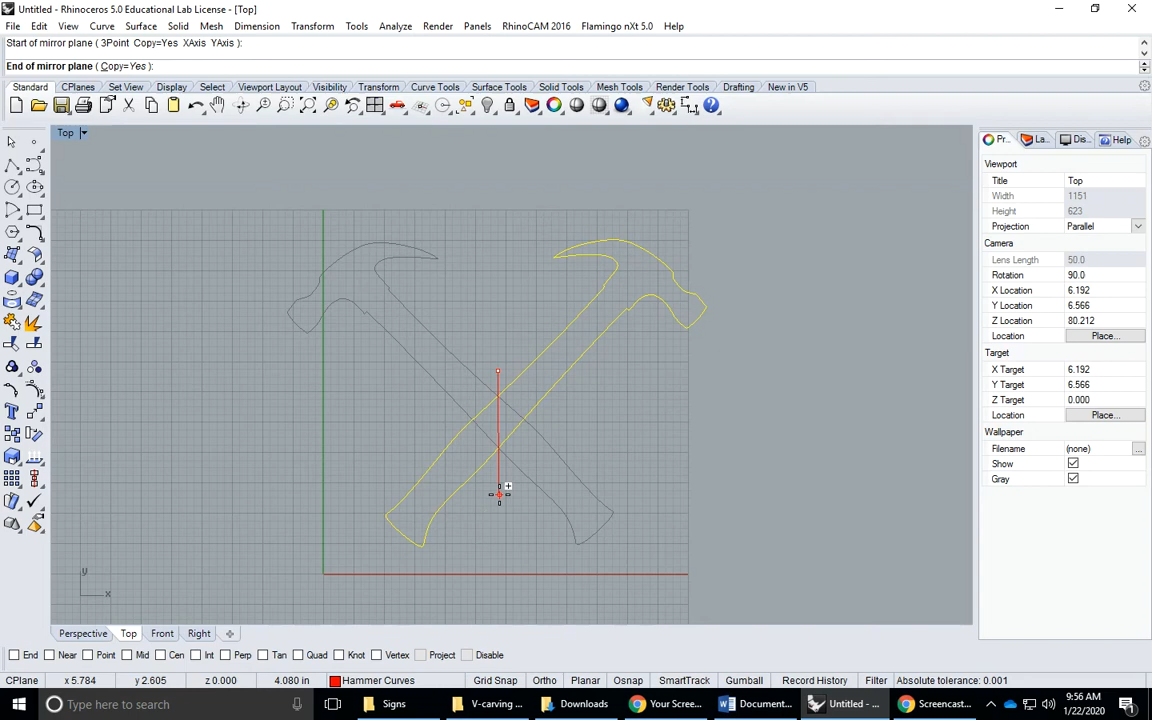 Untitled - Rhinoceros 5.0 Educational Lab License - [Top]
File Edit View Curve Surface Solid Mesh Dimension Transform Tools Analyze Render Panels RhinoCAM 2016 Flamingo nXt 5.0 Help
Start of mirror plane ( 3Point Copy=Yes XAxis YAxis ):
End of mirror plane ( Copy=Yes ):
Standard CPlanes Set View Display Select Viewport Layout Visibility Transform Curve Tools Surface Tools Solid Tools Mesh Tools Render Tools Drafting New in V5
Top
Pr... La... Dis... Help
Viewport
Title Top
Width 1151
Height 623
Projection Parallel
Camera
Lens Length 50.0
Rotation 90.0
X Location 6.192
Y Location 6.566
Z Location 80.212
Location Place...
Target
X Target 6.192
Y Target 6.566
Z Target 0.000
Location Place...
Wallpaper
Filename (none) ...
Show
Gray
y
x
Perspective Top Front Right
End Near Point Mid Cen Int Perp Tan Quad Knot Vertex Project Disable
CPlane x 5.784 y 2.605 z 0.000 4.080 in Hammer Curves Grid Snap Ortho Planar Osnap SmartTrack Gumball Record History Filter Absolute tolerance: 0.001
Type here to search Signs V-carving ... Downloads Your Scree... Document... Untitled - ... Screencast... 9:56 AM
1/22/2020
1